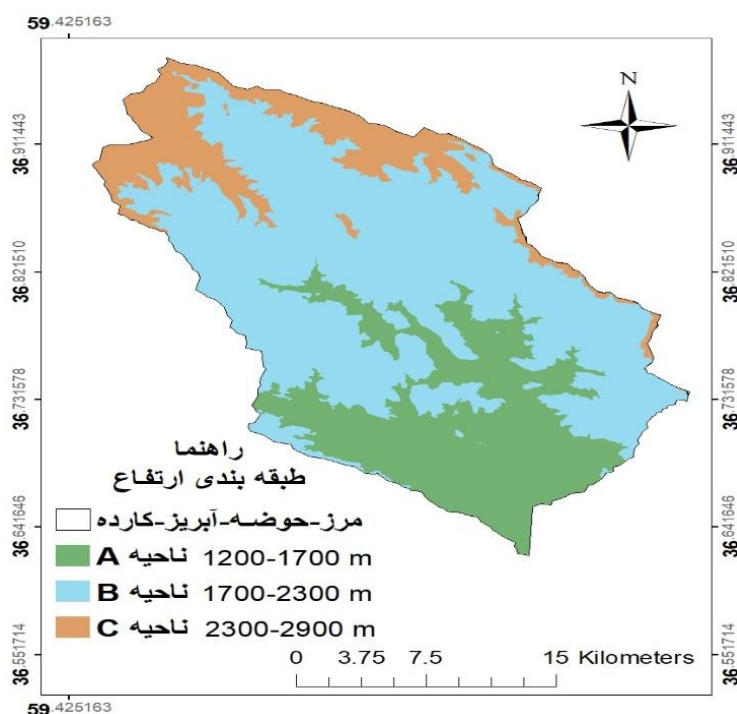 59.425163
N
36.911443
36.911443
36.821510
36.821510
36.731578
36.731578
36.641646
36.641646
36.551714
36.551714
راهنما
طبقه بندی ارتفاع
مرز-حوضه-آبریز-کارده
ناحیه A 1200-1700 m
ناحیه B 1700-2300 m
ناحیه C 2300-2900 m
0 3.75 7.5 15 Kilometers
59.425163